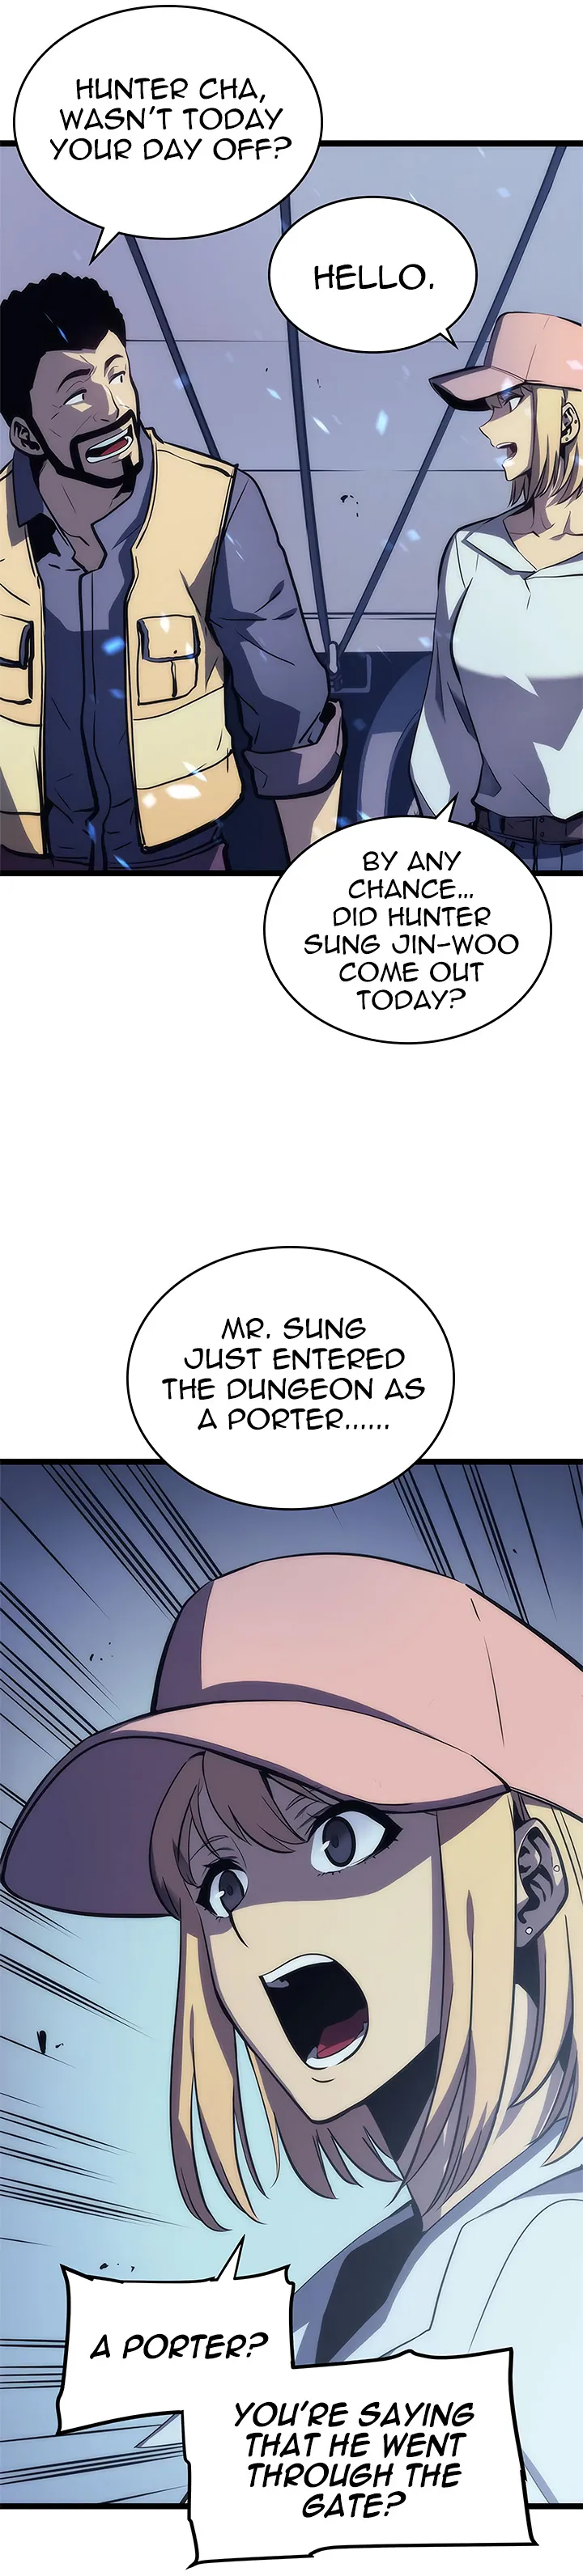 HUNTER CHA,
WASN'T TODAY
YOUR DAY OFF?
HELLO.
BY ANY
CHANCE...
DID HUNTER
SUNG JIN-WOO
COME OUT
TODAY?
MR. SUNG
JUST ENTERED
THE DUNGEON AS
A PORTER......
A PORTER?
YOU'RE SAYING
THAT HE WENT
THROUGH THE
GATE?